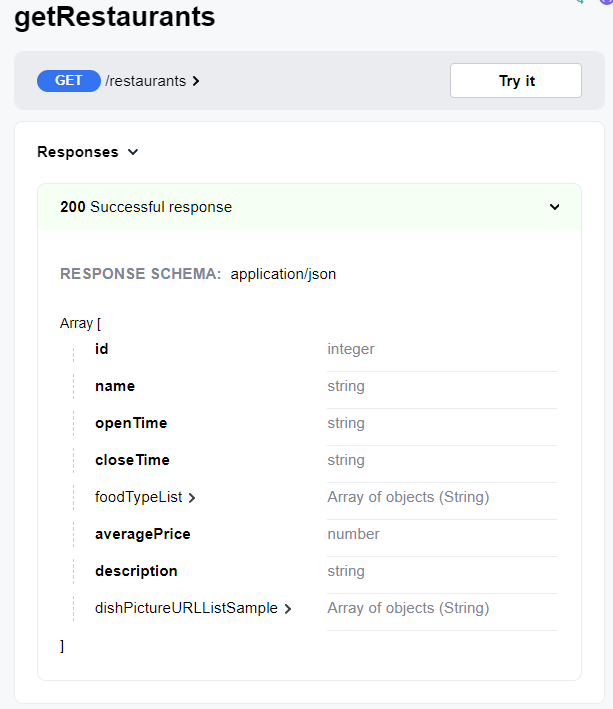 getRestaurants
GET /restaurants
Try it
Responses
200 Successful response
RESPONSE SCHEMA: application/json
Array [
id integer
name string
openTime string
closeTime string
foodTypeList Array of objects (String)
averagePrice number
description string
dishPictureURLListSample Array of objects (String)
]